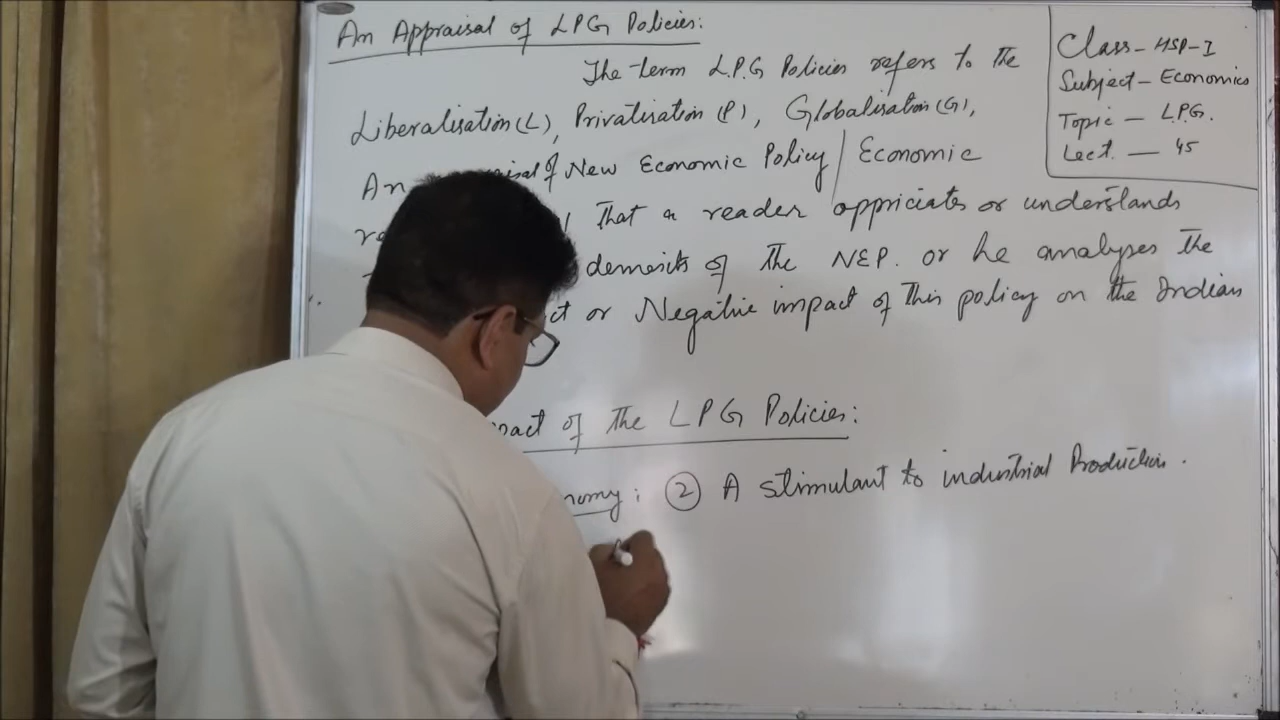 An Appraisal of LPG Policies:
The term L.P.G Policies refers to the
Liberalisation (L), Privatisation (P), Globalisation (G),
An of New Economic Policy / Economic
that a reader appriciates or understands
demerits of the NEP. or he analyses the
or Negative impact of this policy on the Indian
of the LPG Policies:
② A stimulant to industrial Production.
Class - HSP-I
Subject - Economics
Topic - L.P.G.
Lect. - 45